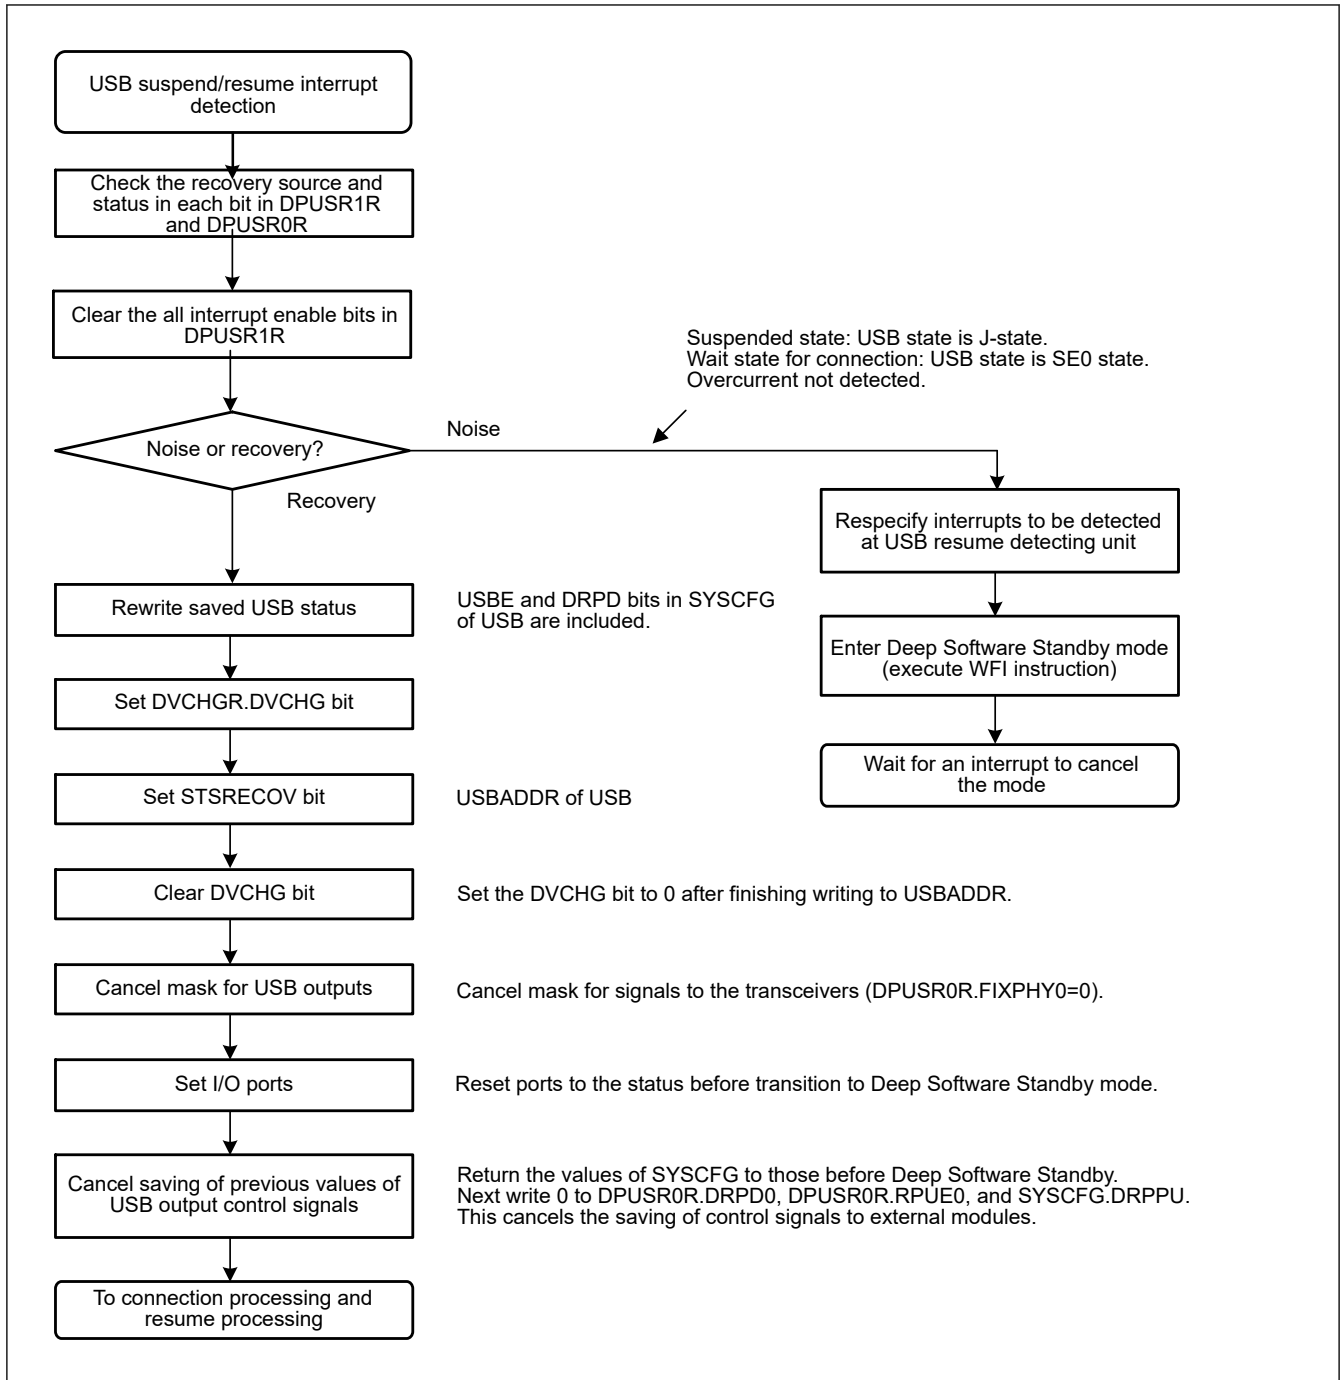 USB suspend/resume interrupt
detection
Check the recovery source and
status in each bit in DPUSR1R
and DPUSR0R
Clear the all interrupt enable bits in
DPUSR1R
Suspended state: USB state is J-state.
Wait state for connection: USB state is SE0 state.
Overcurrent not detected.
Noise or recovery?
Noise
Recovery
Respecify interrupts to be detected
at USB resume detecting unit
Enter Deep Software Standby mode
(execute WFI instruction)
Wait for an interrupt to cancel
the mode
Rewrite saved USB status
USBE and DRPD bits in SYSCFG
of USB are included.
Set DVCHGR.DVCHG bit
Set STSRECOV bit
USBADDR of USB
Clear DVCHG bit
Set the DVCHG bit to 0 after finishing writing to USBADDR.
Cancel mask for USB outputs
Cancel mask for signals to the transceivers (DPUSR0R.FIXPHY0=0).
Set I/O ports
Reset ports to the status before transition to Deep Software Standby mode.
Cancel saving of previous values of
USB output control signals
Return the values of SYSCFG to those before Deep Software Standby.
Next write 0 to DPUSR0R.DRPD0, DPUSR0R.RPUE0, and SYSCFG.DRPPU.
This cancels the saving of control signals to external modules.
To connection processing and
resume processing